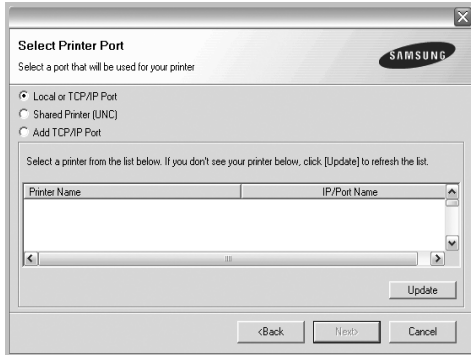 Select Printer Port
Select a port that will be used for your printer
SAMSUNG
Local or TCP/IP Port
Shared Printer (UNC)
Add TCP/IP Port
Select a printer from the list below. If you don't see your printer below, click [Update] to refresh the list.
Printer Name IP/Port Name
Update
<Back Next> Cancel